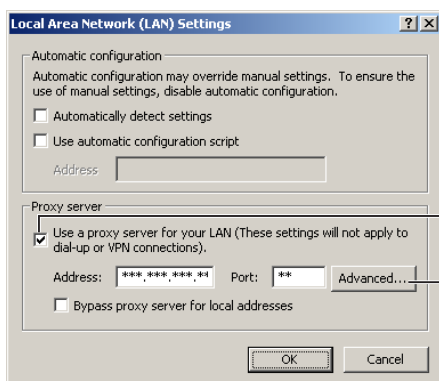 Local Area Network (LAN) Settings
Automatic configuration
Automatic configuration may override manual settings. To ensure the
use of manual settings, disable automatic configuration.
Automatically detect settings
Use automatic configuration script
Address
Proxy server
Use a proxy server for your LAN (These settings will not apply to
dial-up or VPN connections).
Address: ***.***.***.** Port: ** Advanced...
Bypass proxy server for local addresses
OK Cancel